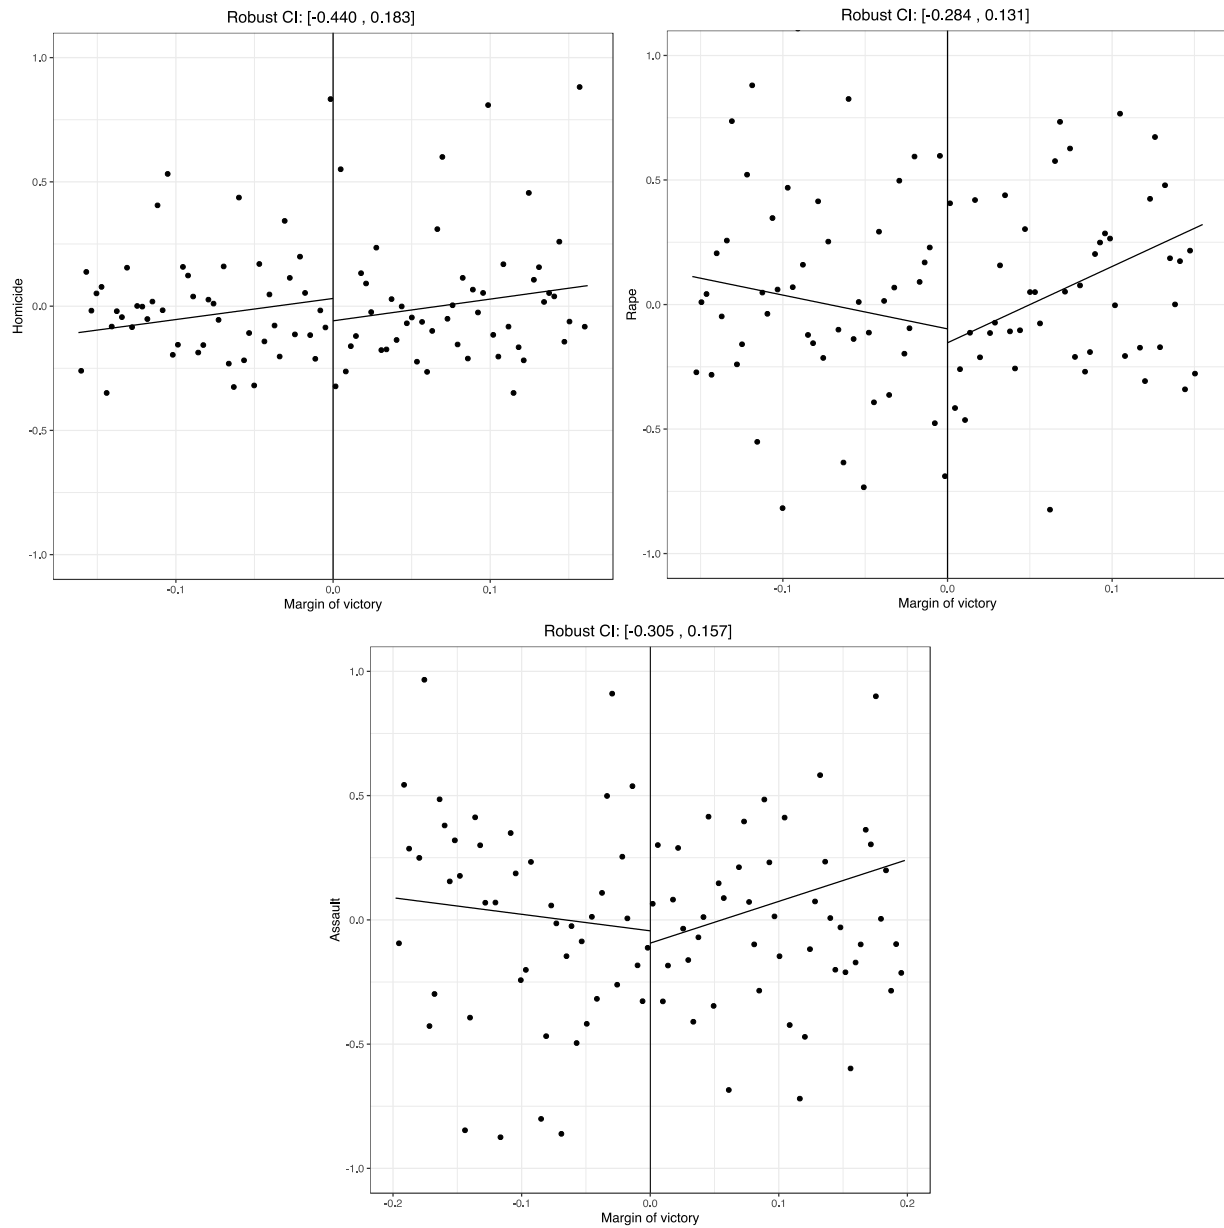 Robust CI: [-0.440 , 0.183]
Homicide
1.0
0.5
0.0
-0.5
-1.0
-0.1
0.0
0.1
Margin of victory
Robust CI: [-0.284 , 0.131]
Rape
1.0
0.5
0.0
-0.5
-1.0
-0.1
0.0
0.1
Margin of victory
Robust CI: [-0.305 , 0.157]
Assault
1.0
0.5
0.0
-0.5
-1.0
-0.2
-0.1
0.0
0.1
0.2
Margin of victory